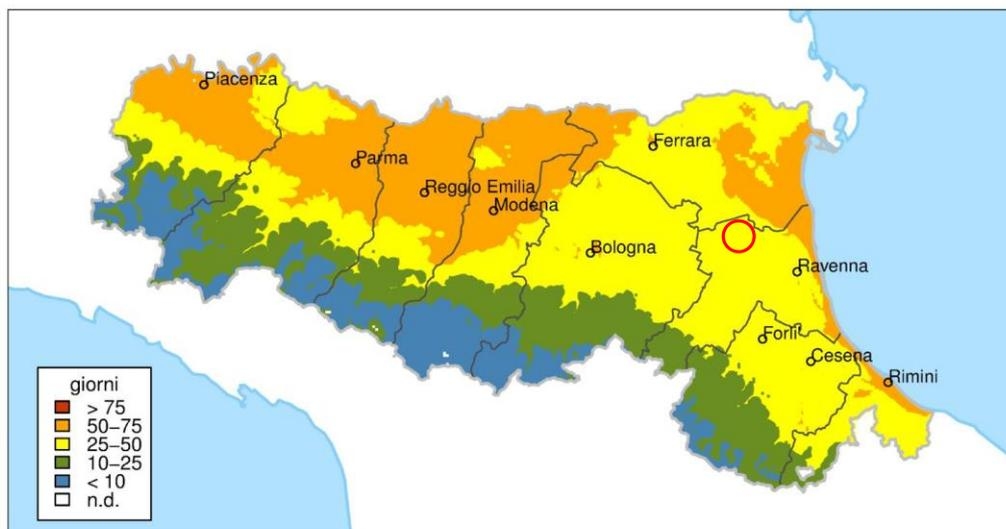 Piacenza
Parma
Reggio Emilia
Modena
Ferrara
Bologna
Ravenna
Forlì
Cesena
Rimini
giorni
> 75
50–75
25–50
10–25
< 10
n.d.